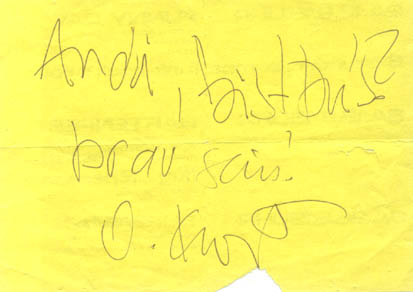 Andi, bist Du's?
brav sein!
O.